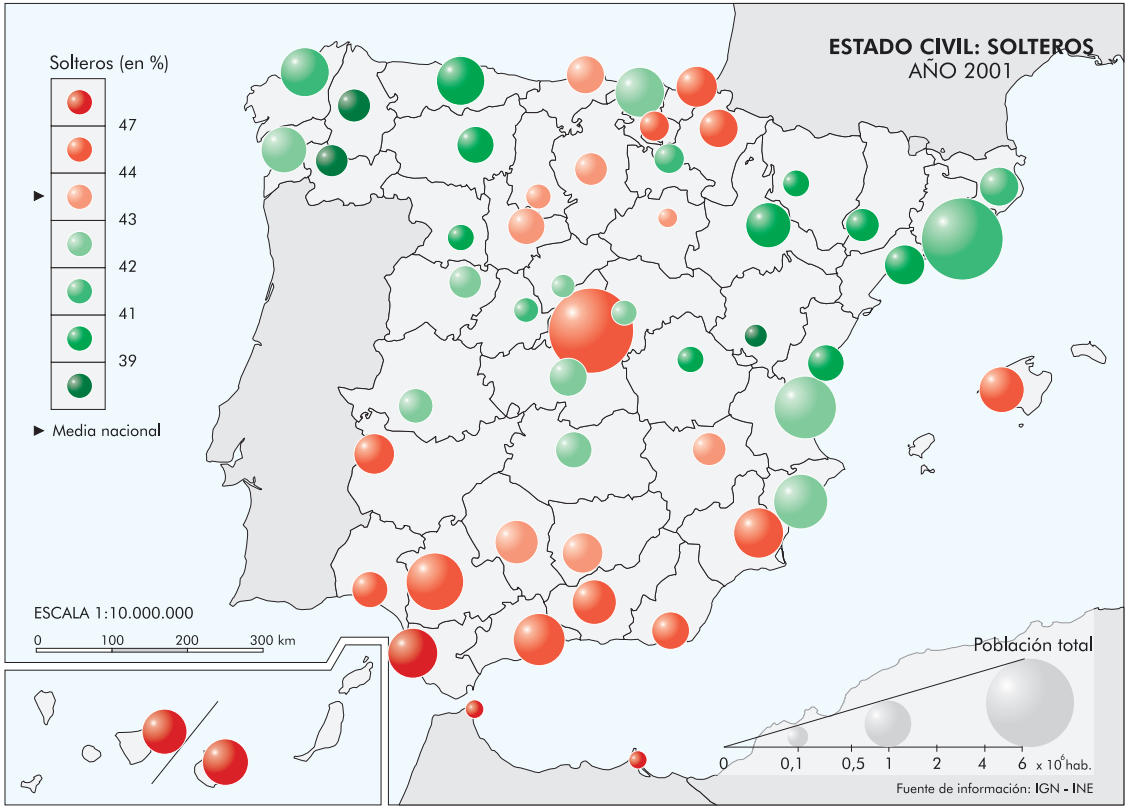 ESTADO CIVIL: SOLTEROS
AÑO 2001
Solteros (en %)
47
44
43
42
41
39
► Media nacional
ESCALA 1:10.000.000
0 100 200 300 km
Población total
0 0,1 0,5 1 2 4 6 x 10⁶ hab.
Fuente de información: IGN - INE